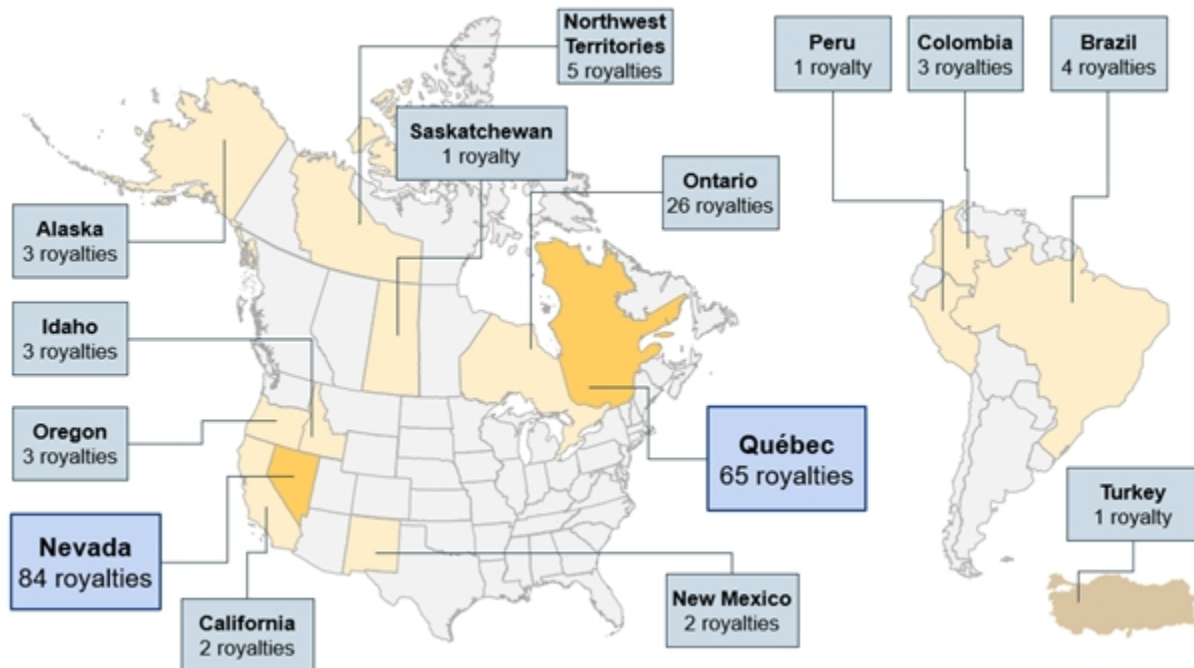 Northwest
Territories
5 royalties
Peru
1 royalty
Colombia
3 royalties
Brazil
4 royalties
Saskatchewan
1 royalty
Ontario
26 royalties
Alaska
3 royalties
Idaho
3 royalties
Oregon
3 royalties
Québec
65 royalties
Turkey
1 royalty
Nevada
84 royalties
New Mexico
2 royalties
California
2 royalties